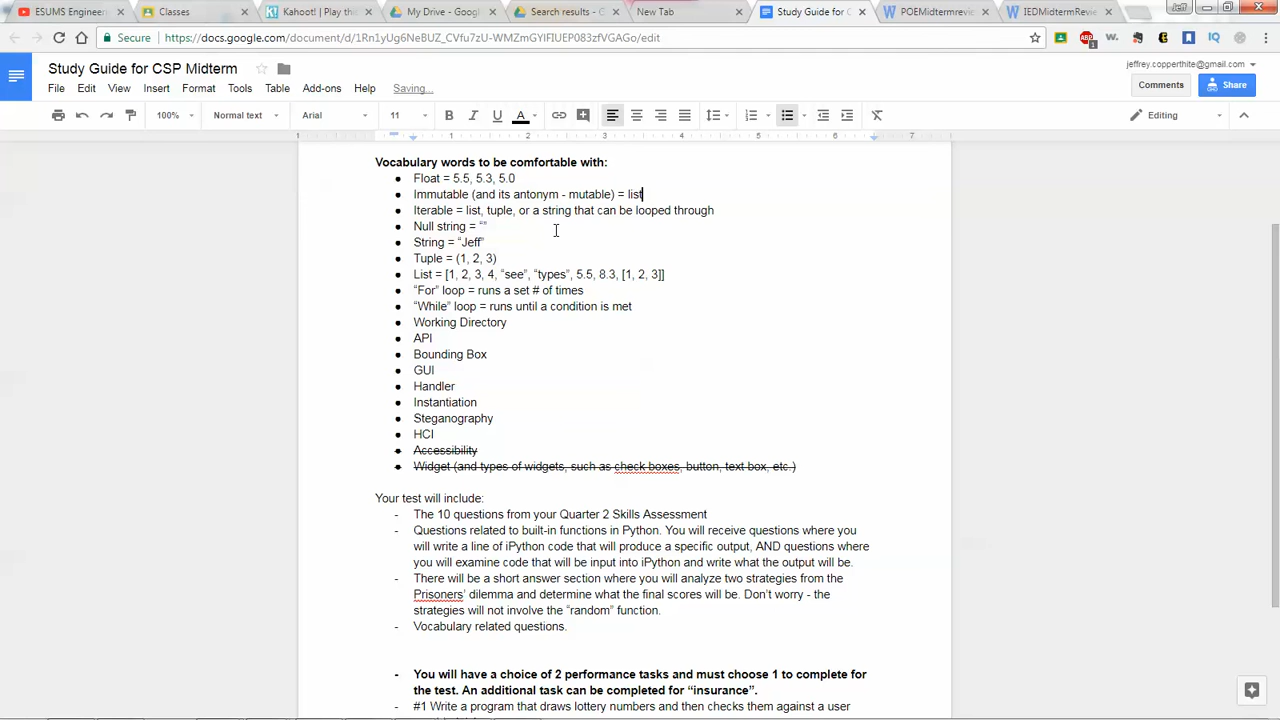 ESUMS Engineer
Classes
Kahoot! | Play thi
My Drive - Googl
Search results - G
New Tab
Study Guide for C
POEMidtermreviev
IEDMidtermRevie
Jeff
Secure
https://docs.google.com/document/d/1Rn1yUg6NeBUZ_CVfu7zU-WMZmGYIFIUEP083zfVGAGo/edit
Study Guide for CSP Midterm
jeffrey.copperthite@gmail.com
File Edit View Insert Format Tools Table Add-ons Help Saving...
Comments Share
100% Normal text Arial 11 B I U A Editing
1 1 2 3 4 5 6 7
Vocabulary words to be comfortable with:
● Float = 5.5, 5.3, 5.0
● Immutable (and its antonym - mutable) = list
● Iterable = list, tuple, or a string that can be looped through
● Null string = “”
● String = “Jeff”
● Tuple = (1, 2, 3)
● List = [1, 2, 3, 4, “see”, “types”, 5.5, 8.3, [1, 2, 3]]
● “For” loop = runs a set # of times
● “While” loop = runs until a condition is met
● Working Directory
● API
● Bounding Box
● GUI
● Handler
● Instantiation
● Steganography
● HCI
● Accessibility
● Widget (and types of widgets, such as check boxes, button, text box, etc.)
Your test will include:
- The 10 questions from your Quarter 2 Skills Assessment
- Questions related to built-in functions in Python. You will receive questions where you
will write a line of iPython code that will produce a specific output, AND questions where
you will examine code that will be input into iPython and write what the output will be.
- There will be a short answer section where you will analyze two strategies from the
Prisoners’ dilemma and determine what the final scores will be. Don’t worry - the
strategies will not involve the “random” function.
- Vocabulary related questions.
- You will have a choice of 2 performance tasks and must choose 1 to complete for
the test. An additional task can be completed for “insurance”.
- #1 Write a program that draws lottery numbers and then checks them against a user